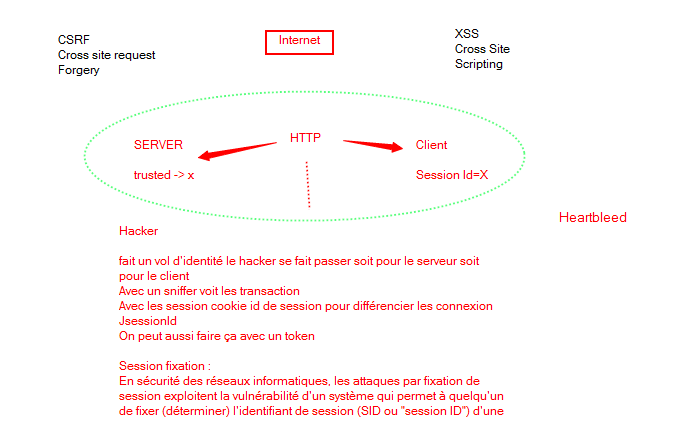 CSRF
Cross site request
Forgery
Internet
XSS
Cross Site
Scripting
SERVER
HTTP
Client
trusted -> x
Session Id=X
Heartbleed
Hacker
fait un vol d'identité le hacker se fait passer soit pour le serveur soit
pour le client
Avec un sniffer voit les transaction
Avec les session cookie id de session pour différencier les connexion
JsessionId
On peut aussi faire ça avec un token
Session fixation :
En sécurité des réseaux informatiques, les attaques par fixation de
session exploitent la vulnérabilité d'un système qui permet à quelqu'un
de fixer (déterminer) l'identifiant de session (SID ou "session ID") d'une